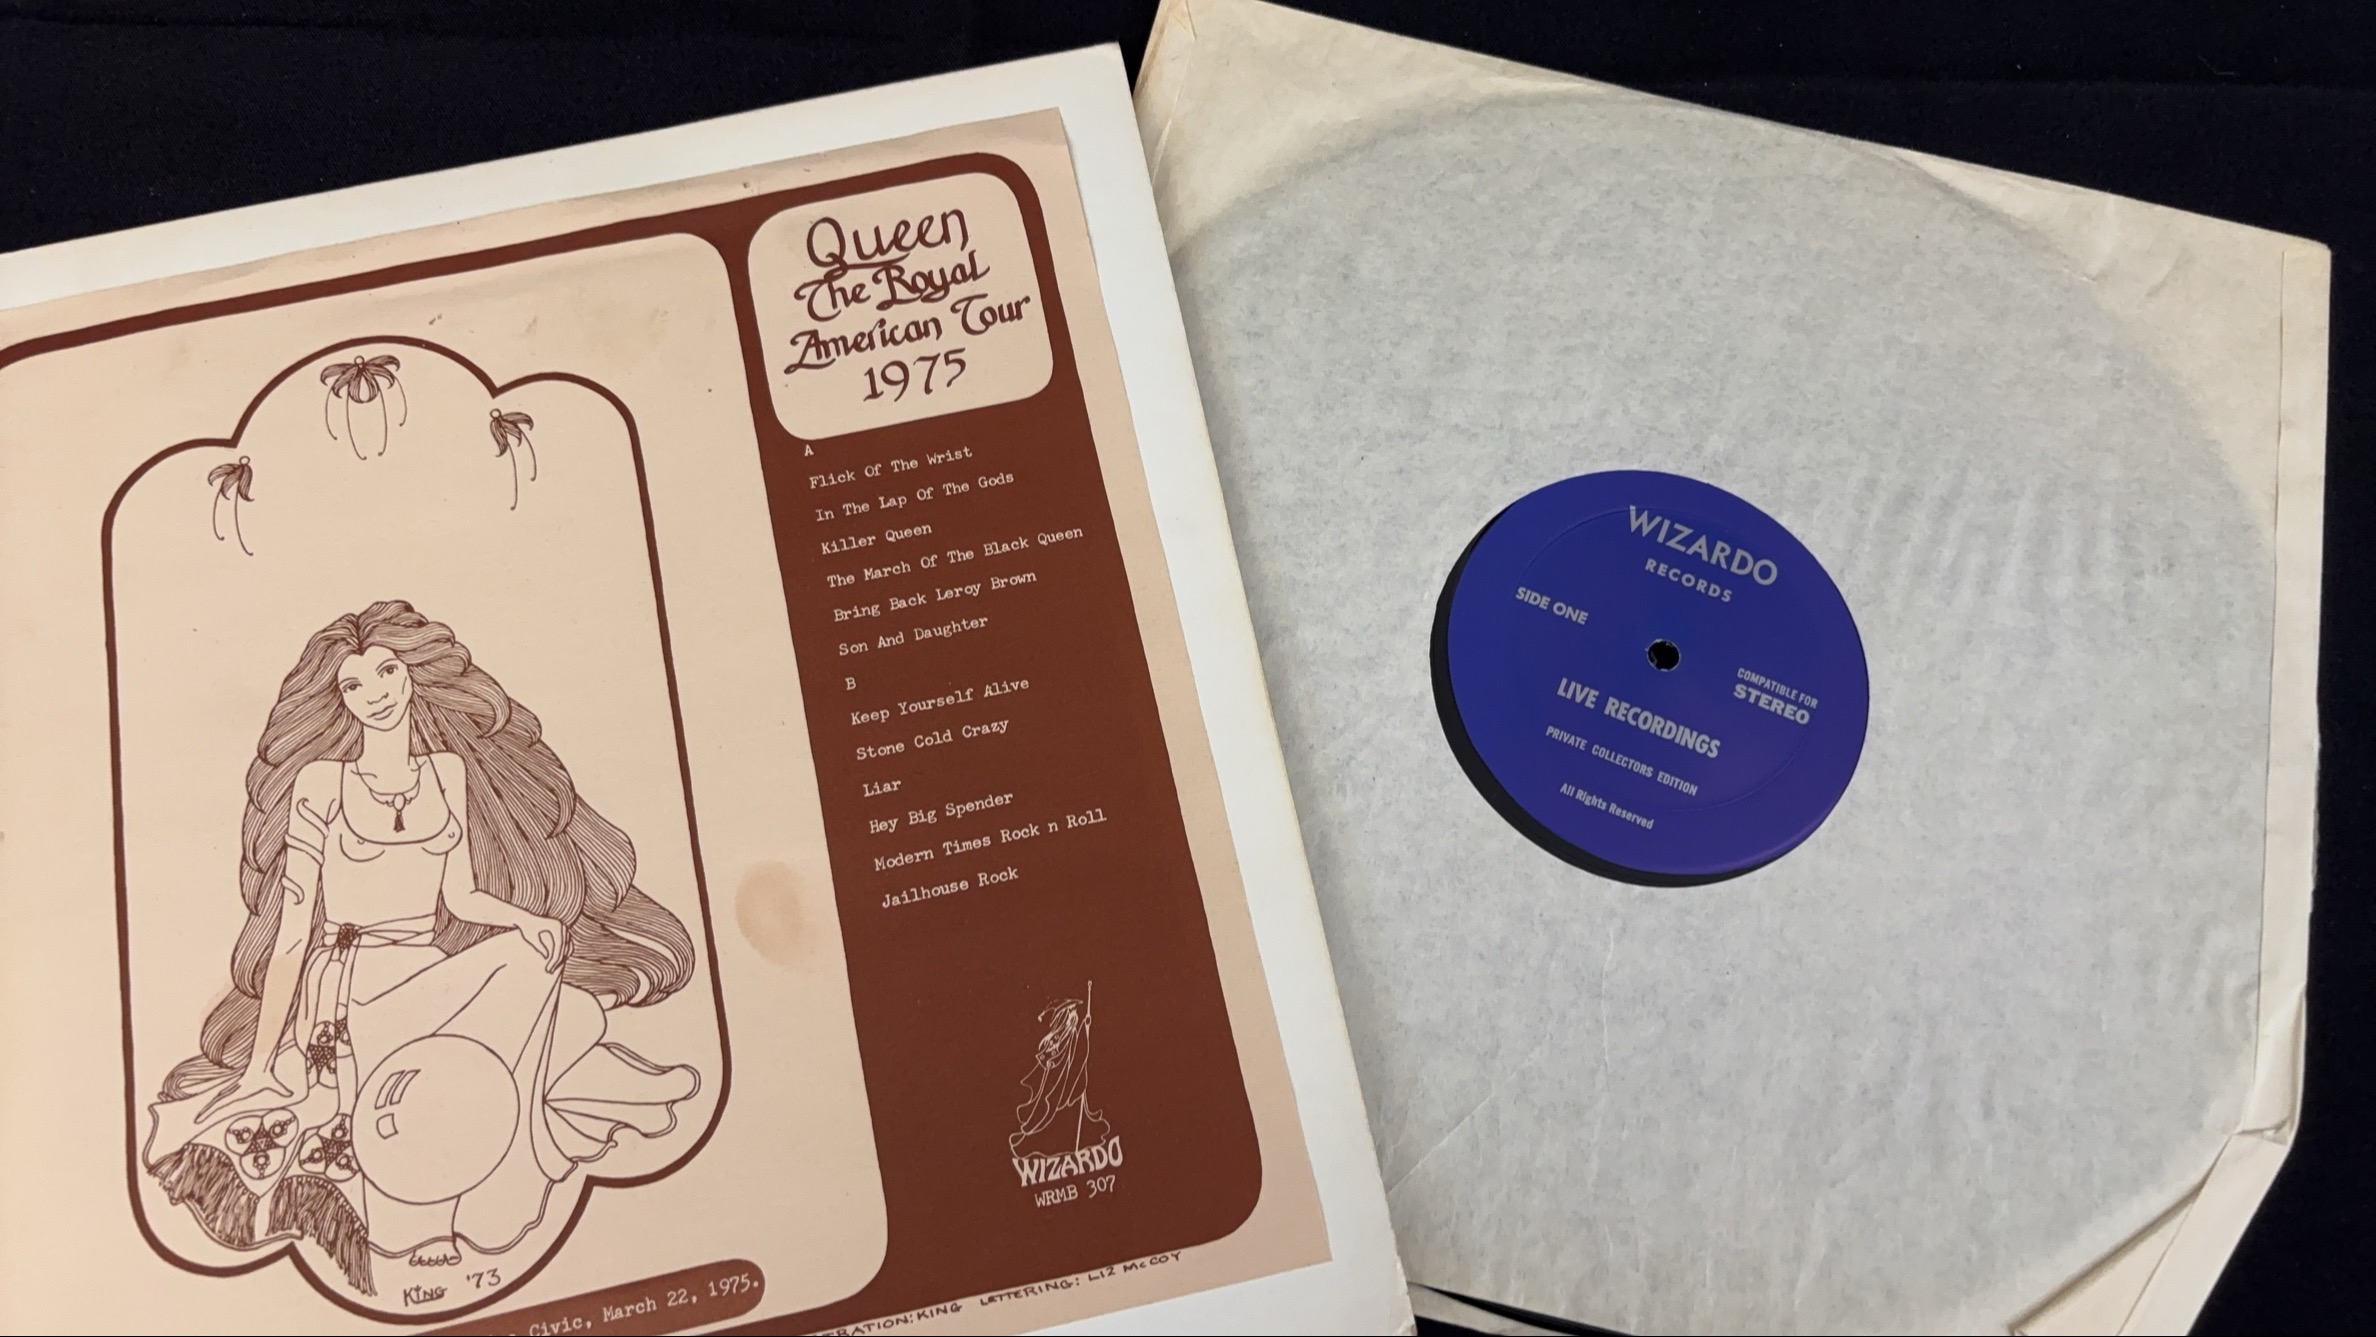 Queen
The Royal
American Tour
1975
A
Flick Of The Wrist
In The Lap Of The Gods
Killer Queen
The March Of The Black Queen
Bring Back Leroy Brown
Son And Daughter
B
Keep Yourself Alive
Stone Cold Crazy
Liar
Hey Big Spender
Modern Times Rock n Roll
Jailhouse Rock
WIZARDO
WRMB 307
KING '73
Civic, March 22, 1975.
KING LETTERING: LIZ McCOY
WIZARDO
RECORDS
SIDE ONE
COMPATIBLE FOR
STEREO
LIVE RECORDINGS
PRIVATE COLLECTORS EDITION
All Rights Reserved